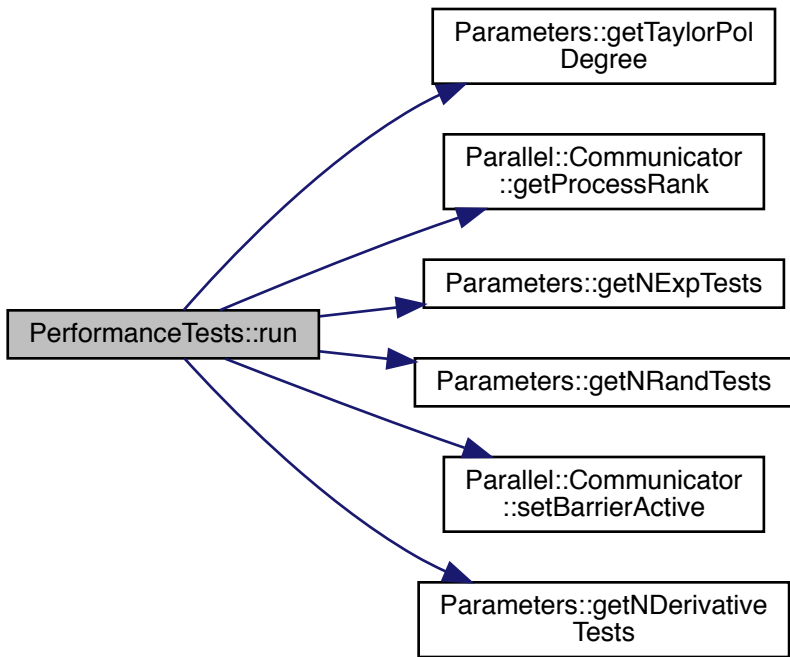 Parameters::getTaylorPol
Degree
Parallel::Communicator
::getProcessRank
Parameters::getNExpTests
PerformanceTests::run
Parameters::getNRandTests
Parallel::Communicator
::setBarrierActive
Parameters::getNDerivative
Tests